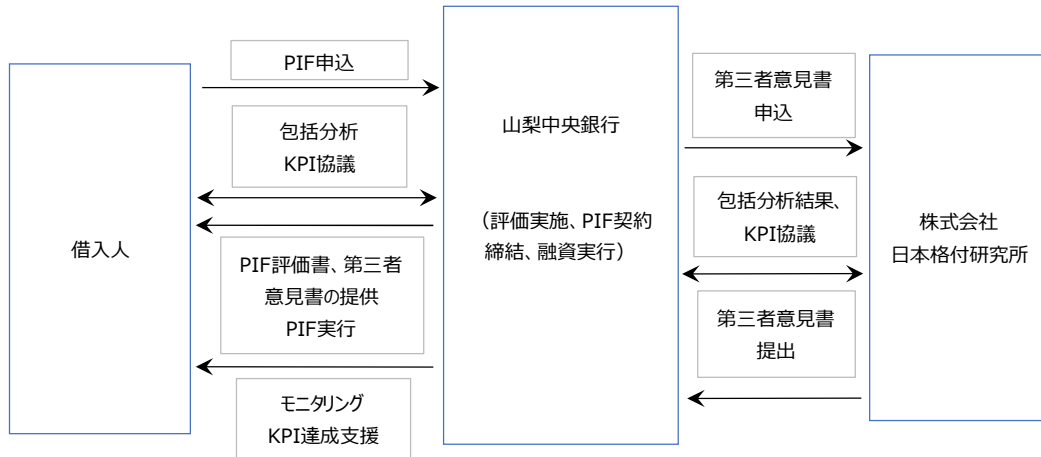 借入人
PIF申込
包括分析
KPI協議
PIF評価書、第三者
意見書の提供
PIF実行
モニタリング
KPI達成支援
山梨中央銀行
（評価実施、PIF契約
締結、融資実行）
第三者意見書
申込
包括分析結果、
KPI協議
第三者意見書
提出
株式会社
日本格付研究所